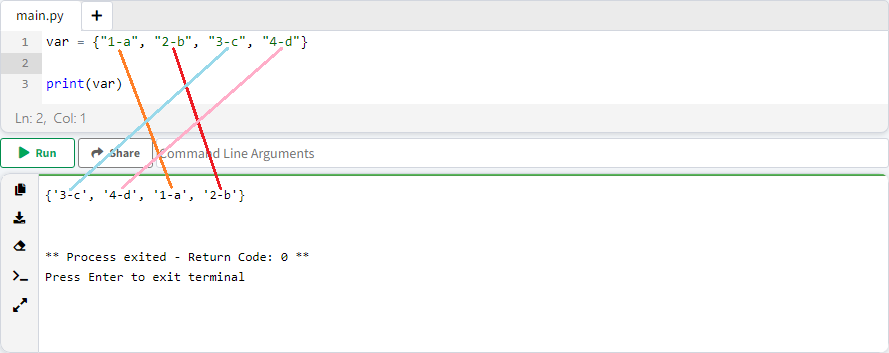 main.py +
1 var = {"1-a", "2-b", "3-c", "4-d"}
2
3 print(var)
Ln: 2, Col: 1
Run Share Command Line Arguments
{'3-c', '4-d', '1-a', '2-b'}
** Process exited - Return Code: 0 **
Press Enter to exit terminal